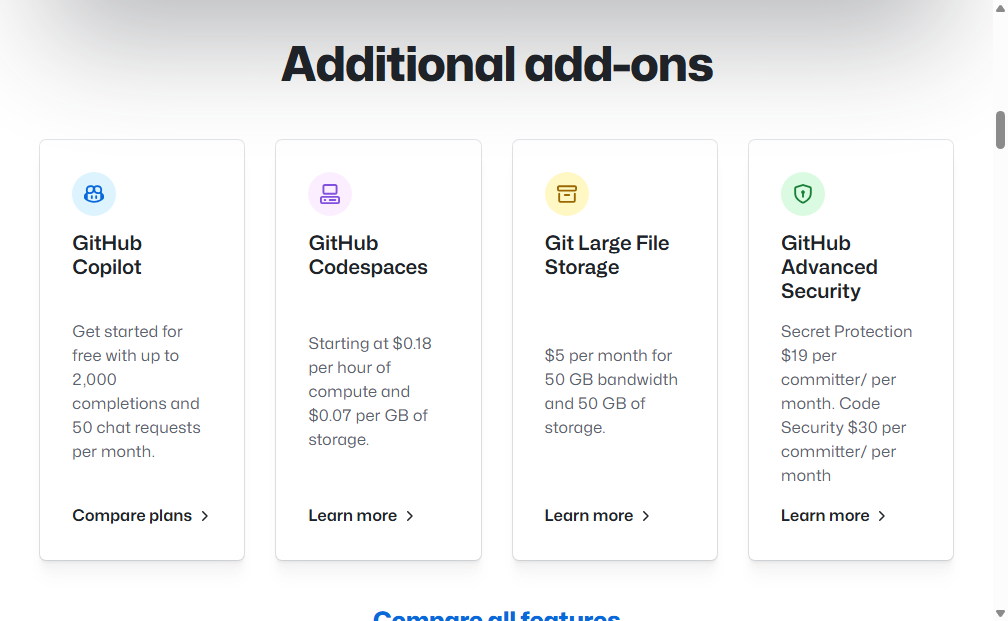 Additional add-ons
GitHub
Copilot
Get started for
free with up to
2,000
completions and
50 chat requests
per month.
Compare plans
GitHub
Codespaces
Starting at $0.18
per hour of
compute and
$0.07 per GB of
storage.
Learn more
Git Large File
Storage
$5 per month for
50 GB bandwidth
and 50 GB of
storage.
Learn more
GitHub
Advanced
Security
Secret Protection
$19 per
committer/ per
month. Code
Security $30 per
committer/ per
month
Learn more
Compare all features